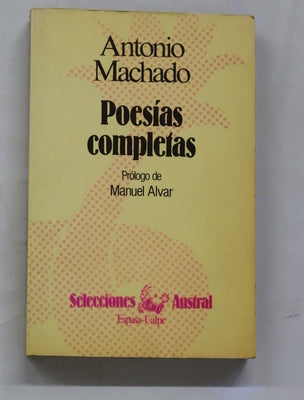 Antonio
Machado
Poesías
completas
Prólogo de
Manuel Alvar
Selecciones Austral
Espasa-Calpe